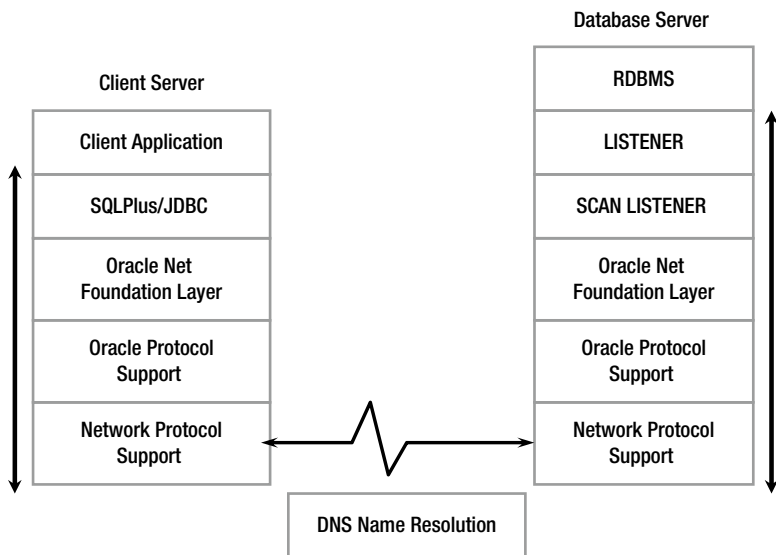 Client Server
Client Application
SQLPlus/JDBC
Oracle Net
Foundation Layer
Oracle Protocol
Support
Network Protocol
Support
Database Server
RDBMS
LISTENER
SCAN LISTENER
Oracle Net
Foundation Layer
Oracle Protocol
Support
Network Protocol
Support
DNS Name Resolution